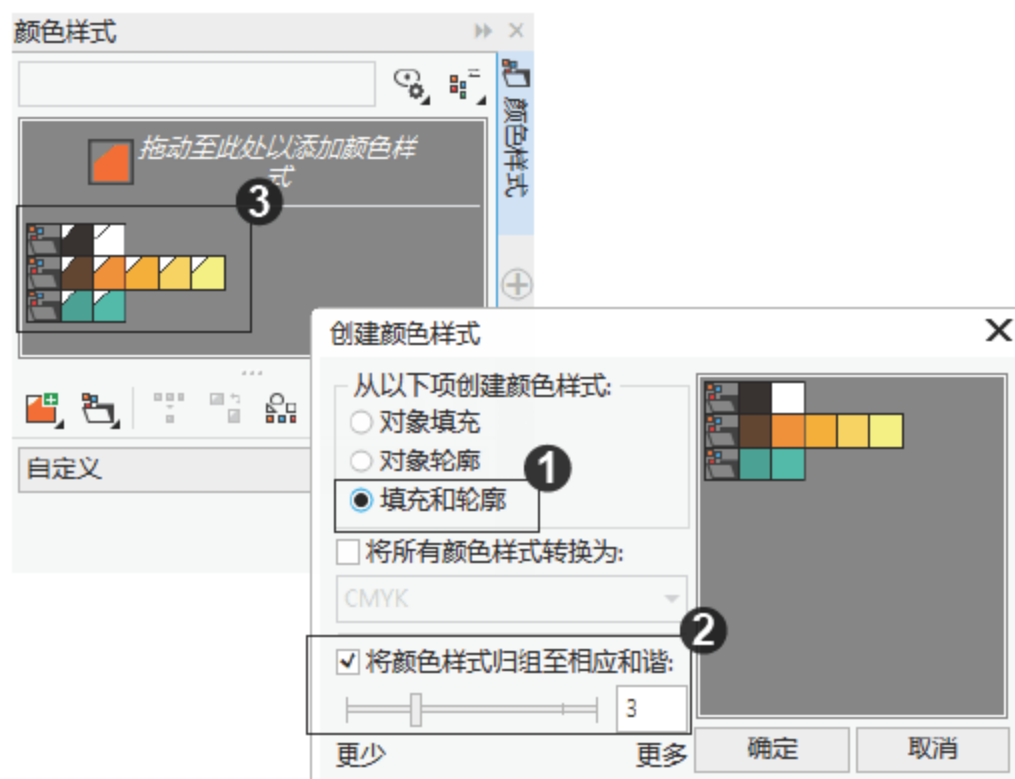 颜色样式
颜色样式
拖动至此处以添加颜色样
式
3
自定义
创建颜色样式
从以下项创建颜色样式:
对象填充
对象轮廓
1
填充和轮廓
将所有颜色样式转换为:
CMYK
2
将颜色样式归组至相应和谐:
3
更少
更多
确定
取消